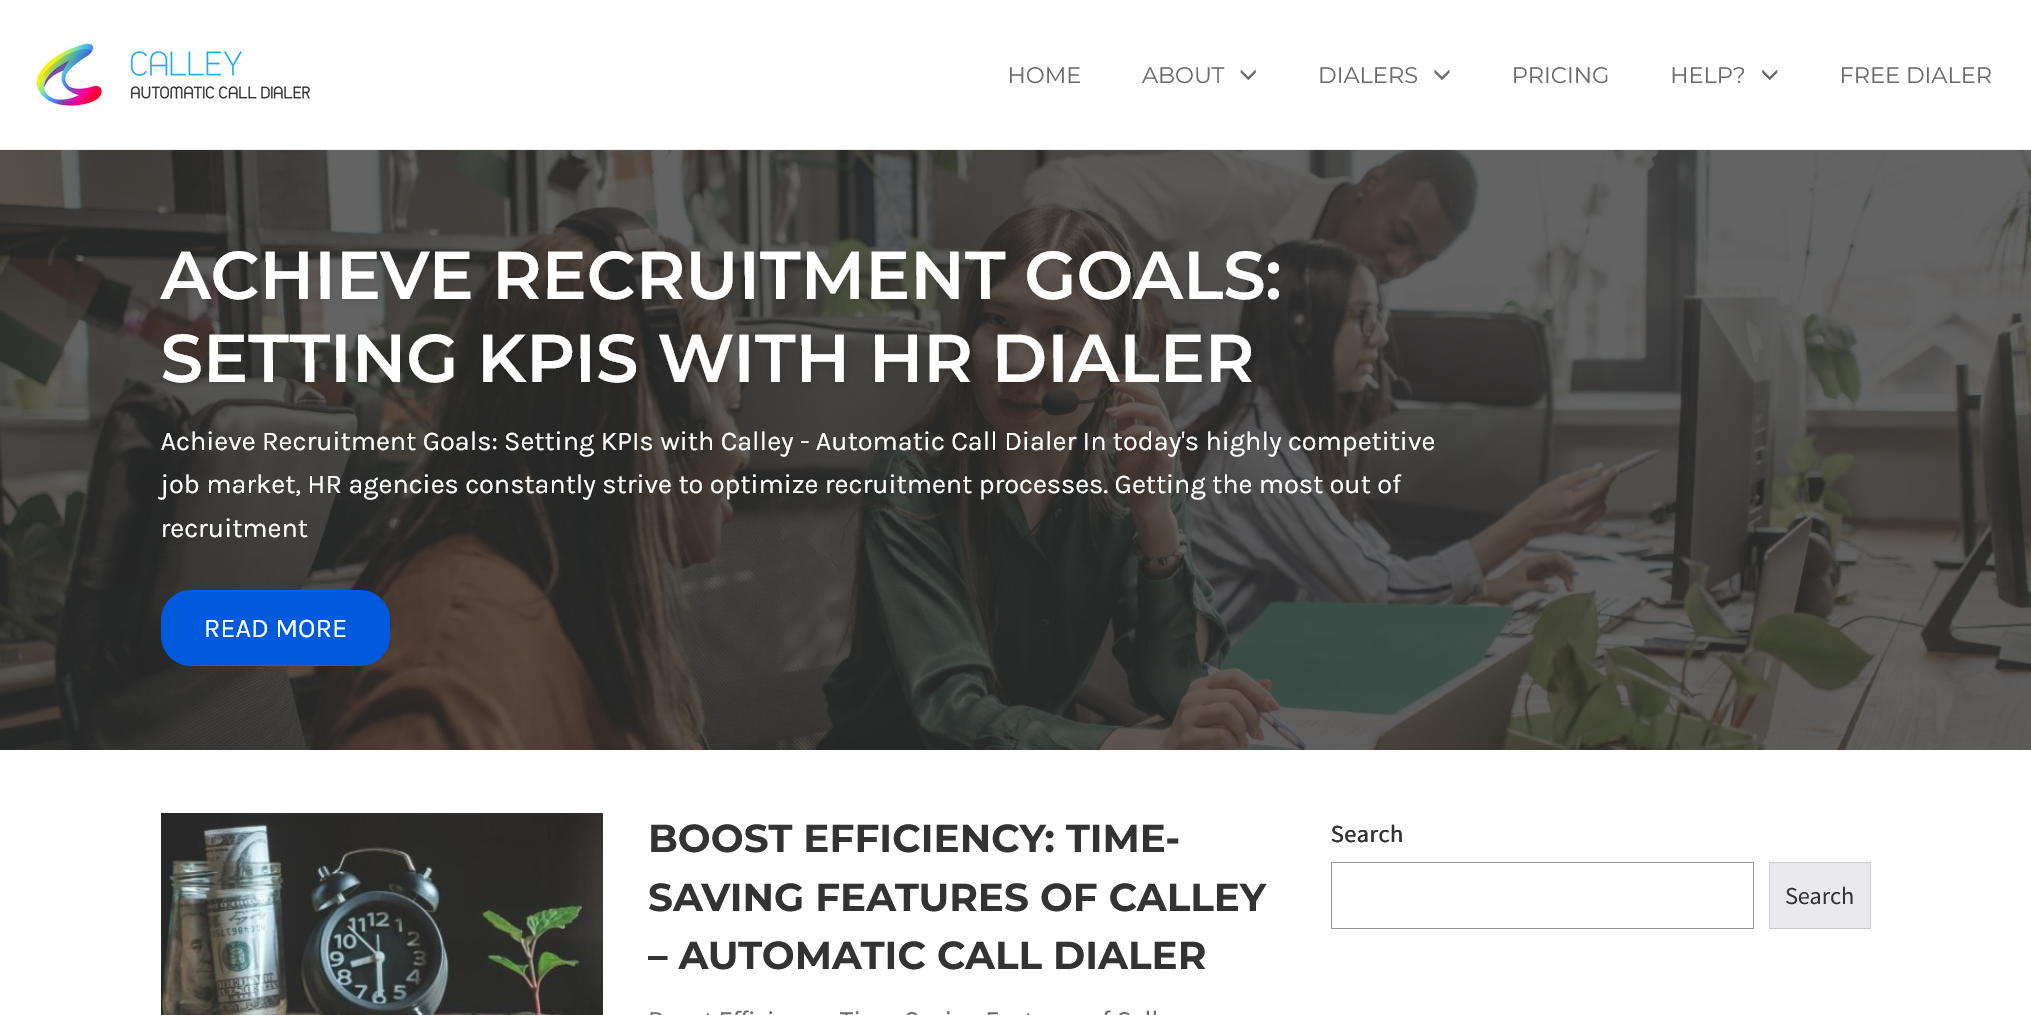 CALLEY
AUTOMATIC CALL DIALER
HOME
ABOUT
DIALERS
PRICING
HELP?
FREE DIALER
ACHIEVE RECRUITMENT GOALS:
SETTING KPIS WITH HR DIALER
Achieve Recruitment Goals: Setting KPIs with Calley - Automatic Call Dialer In today's highly competitive
job market, HR agencies constantly strive to optimize recruitment processes. Getting the most out of
recruitment
READ MORE
BOOST EFFICIENCY: TIME-
SAVING FEATURES OF CALLEY
– AUTOMATIC CALL DIALER
Search
Search